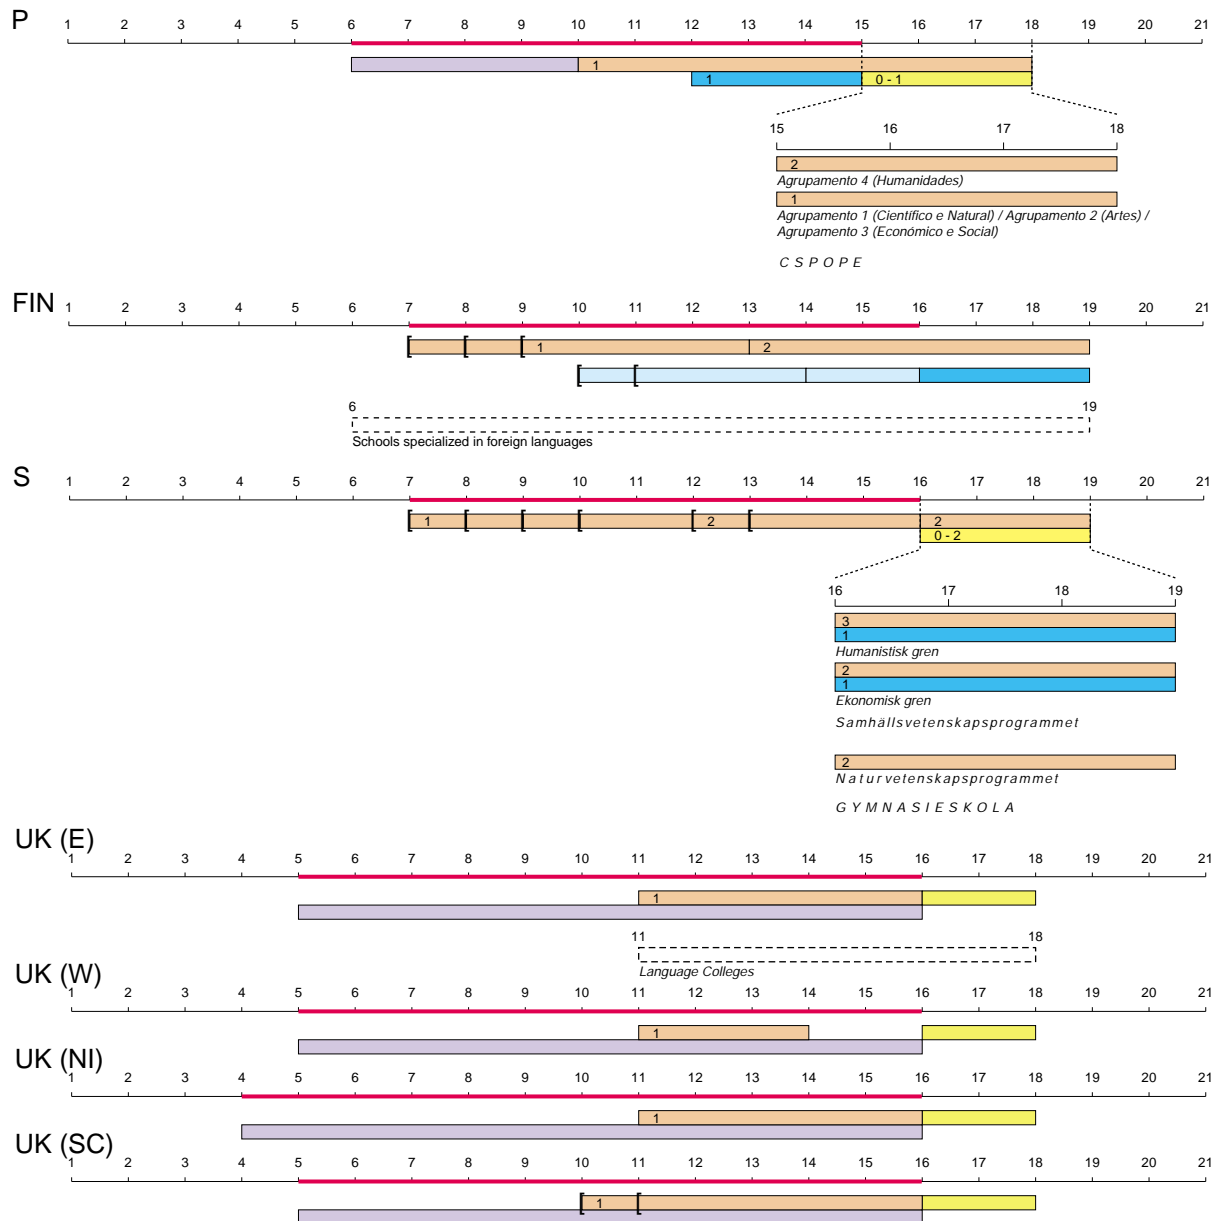 P
1 2 3 4 5 6 7 8 9 10 11 12 13 14 15 16 17 18 19 20 21
1
1 0 - 1
15 16 17 18
2
Agrupamento 4 (Humanidades)
1
Agrupamento 1 (Científico e Natural) / Agrupamento 2 (Artes) /
Agrupamento 3 (Económico e Social)
CSPOPE
FIN
1 2 3 4 5 6 7 8 9 10 11 12 13 14 15 16 17 18 19 20 21
1 2
6 19
Schools specialized in foreign languages
S
1 2 3 4 5 6 7 8 9 10 11 12 13 14 15 16 17 18 19 20 21
1 2 2
0 - 2
16 17 18 19
3
1
Humanistisk gren
2
1
Ekonomisk gren
Samhällsvetenskapsprogrammet
2
Naturvetenskapsprogrammet
GYMNASIESKOLA
UK (E)
1 2 3 4 5 6 7 8 9 10 11 12 13 14 15 16 17 18 19 20 21
1
11 18
Language Colleges
UK (W)
1 2 3 4 5 6 7 8 9 10 11 12 13 14 15 16 17 18 19 20 21
1
UK (NI)
1 2 3 4 5 6 7 8 9 10 11 12 13 14 15 16 17 18 19 20 21
1
UK (SC)
1 2 3 4 5 6 7 8 9 10 11 12 13 14 15 16 17 18 19 20 21
1